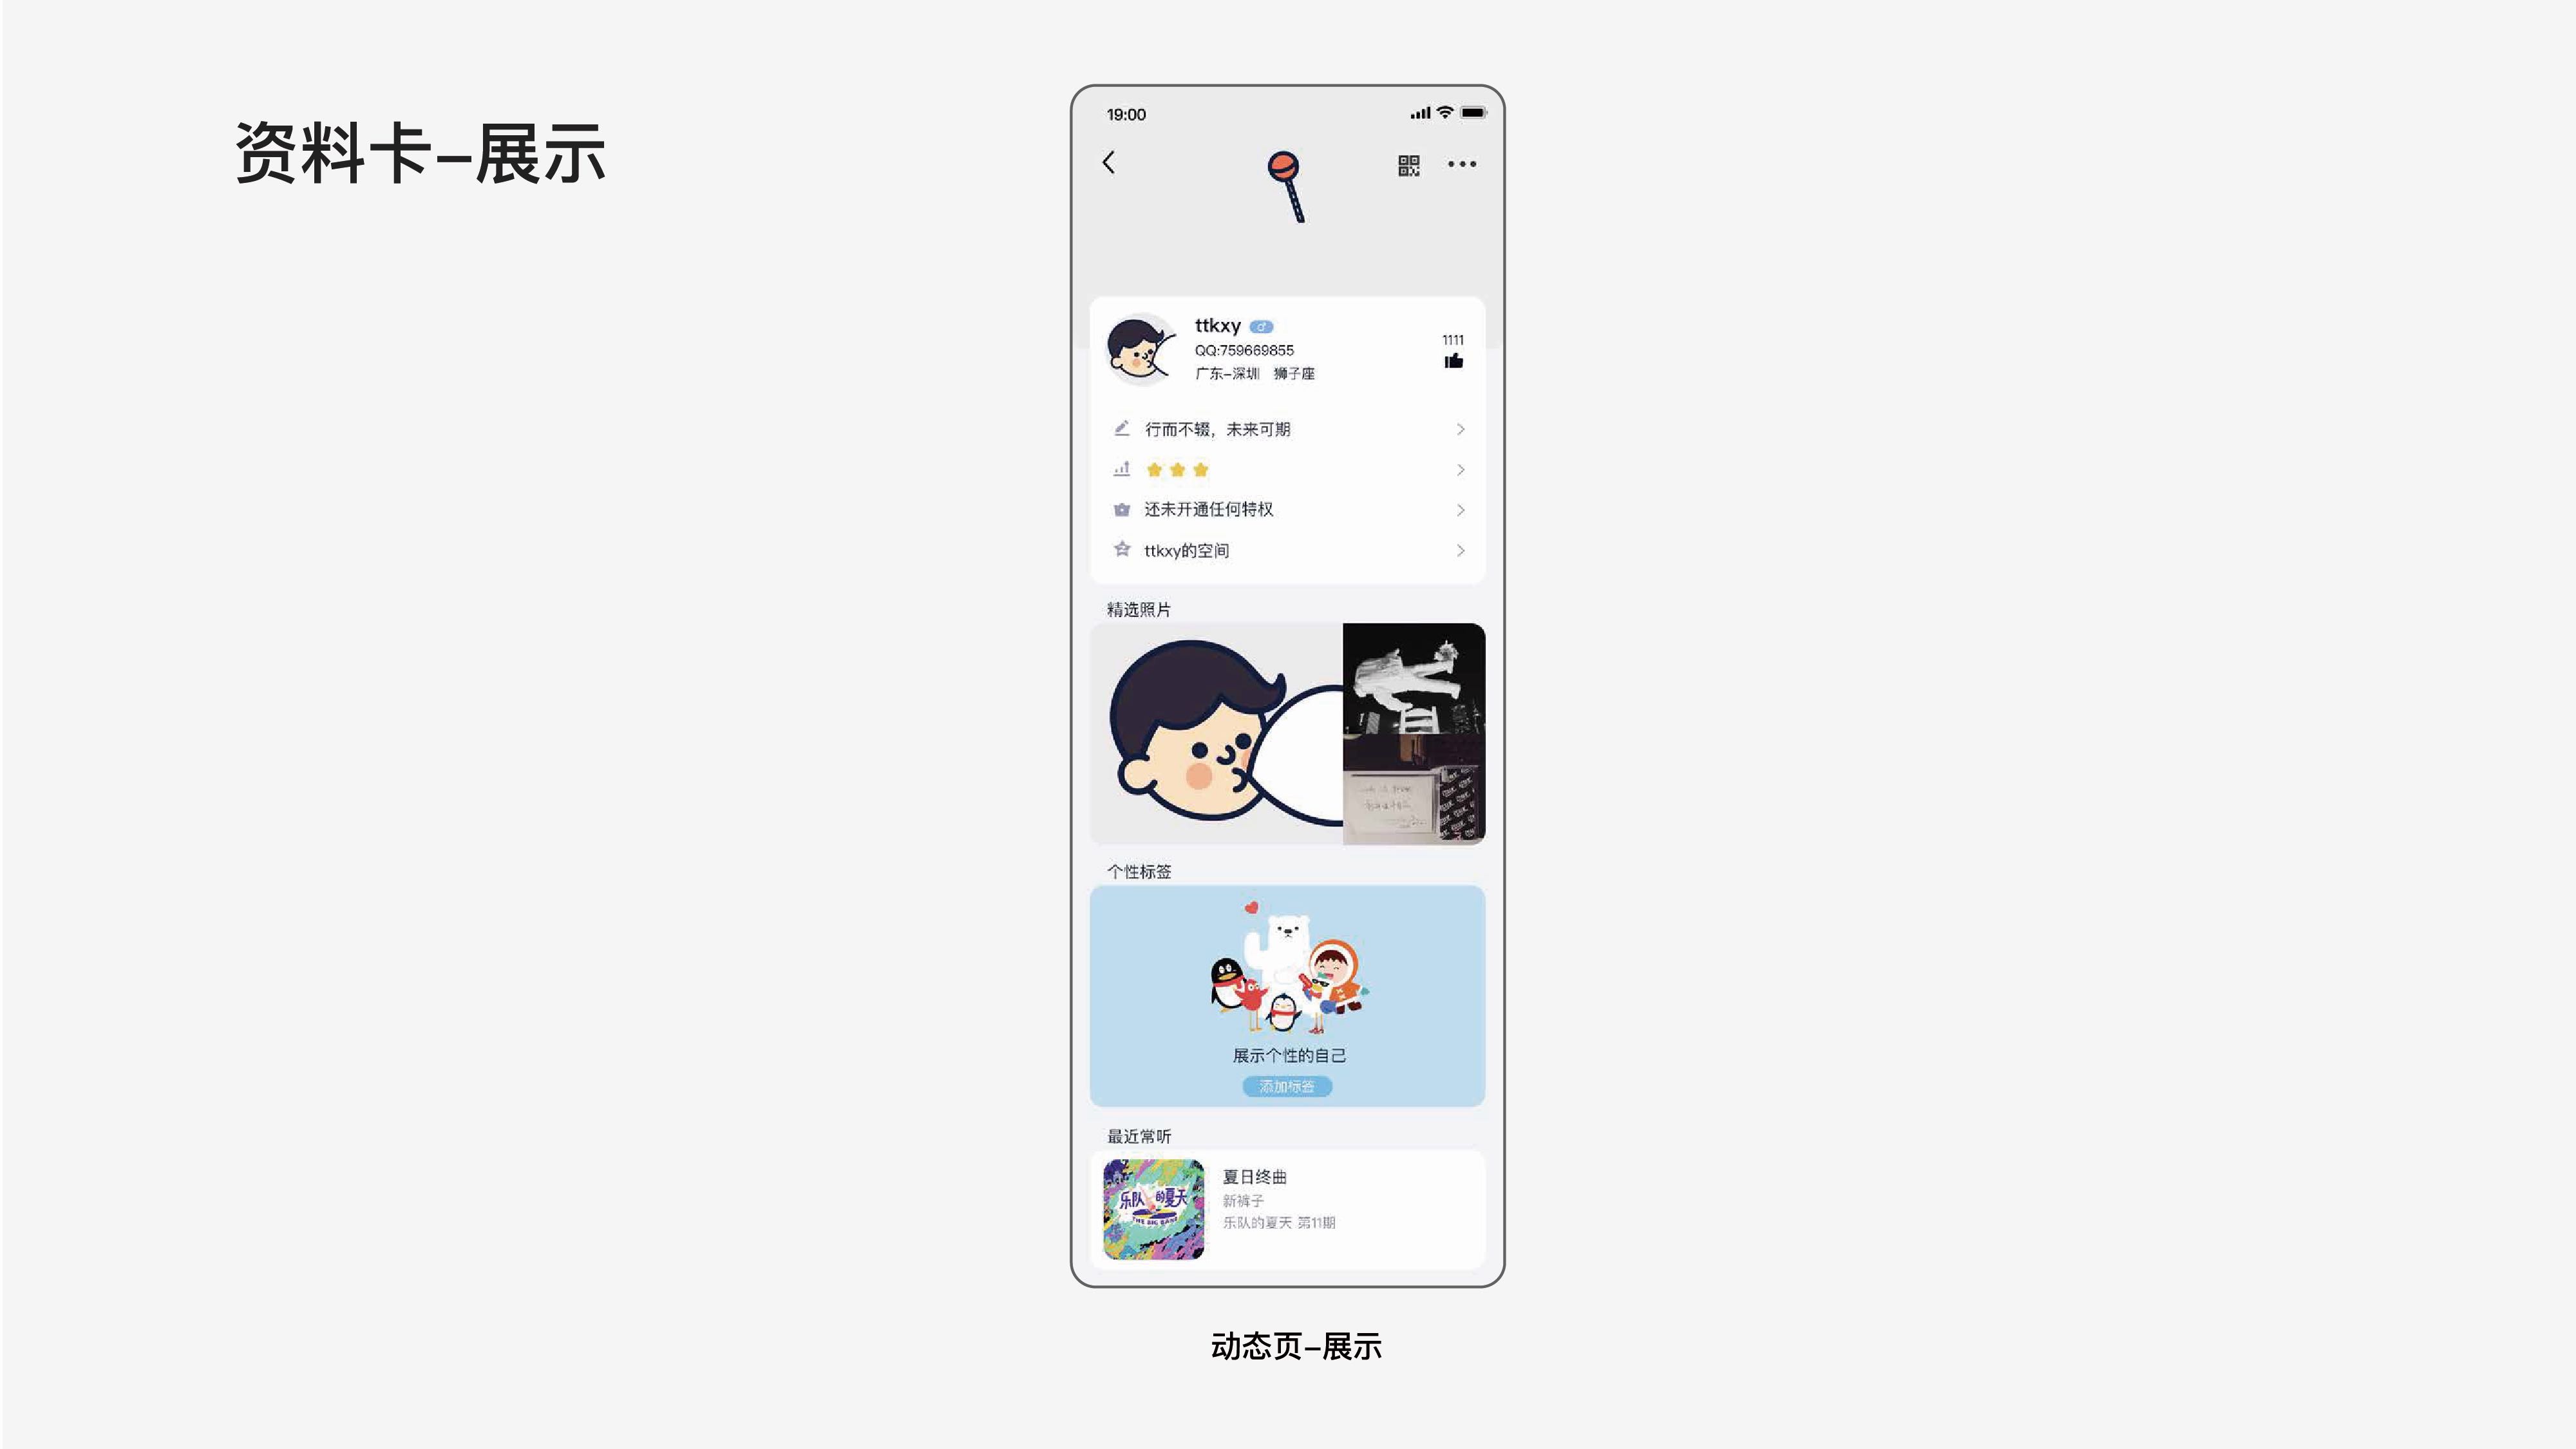 资料卡–展示
19:00
ttkxy
QQ:759669855
广东–深圳 狮子座
1111
行而不辍，未来可期
还未开通任何特权
ttkxy的空间
精选照片
个性标签
展示个性的自己
添加标签
最近常听
乐队的夏天
THE BIG BAND
夏日终曲
新裤子
乐队的夏天 第11期
动态页–展示